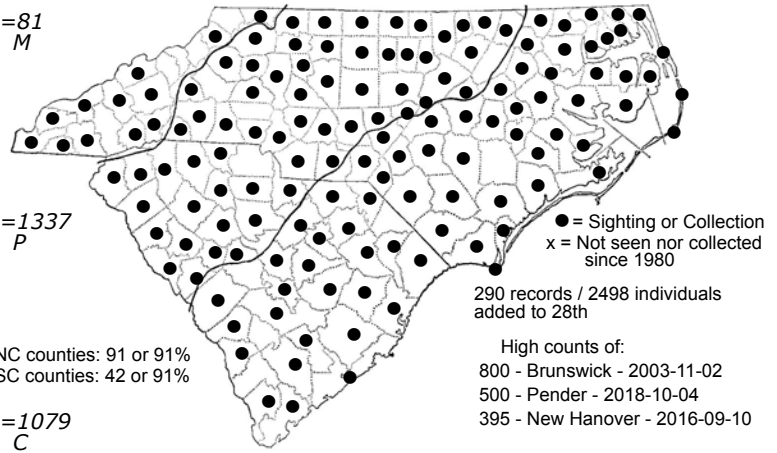 =81
M
=1337
P
● = Sighting or Collection
x = Not seen nor collected
since 1980
290 records / 2498 individuals
added to 28th
NC counties: 91 or 91%
SC counties: 42 or 91%
High counts of:
800 - Brunswick - 2003-11-02
500 - Pender - 2018-10-04
395 - New Hanover - 2016-09-10
=1079
C